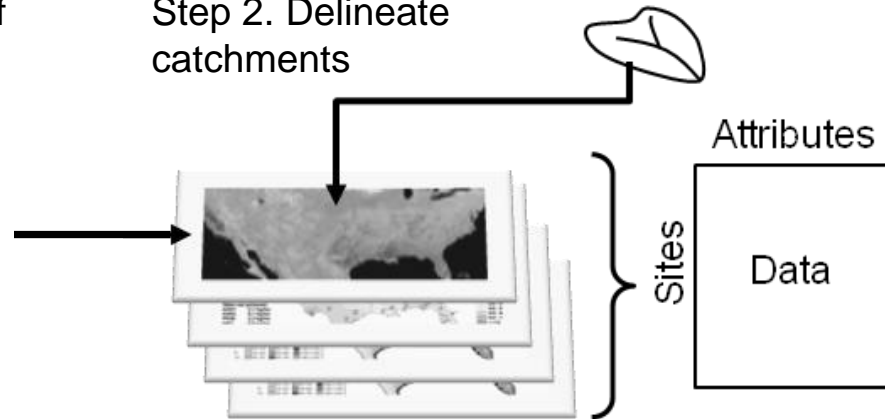 f
Step 2. Delineate
catchments
Attributes
Sites
Data